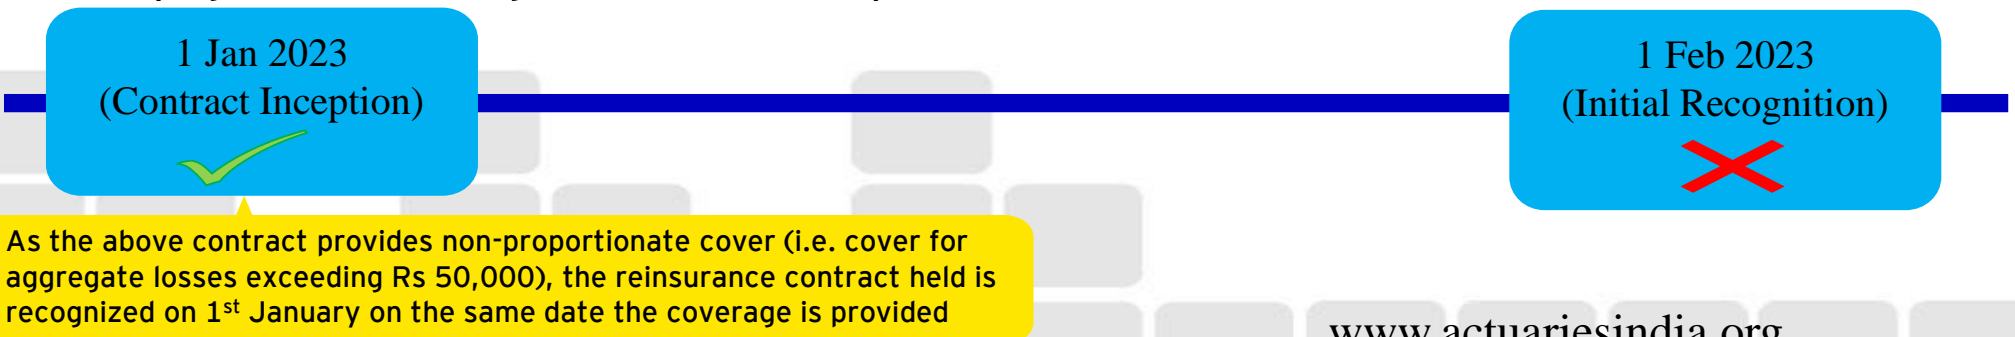 1 Jan 2023
(Contract Inception)
1 Feb 2023
(Initial Recognition)
As the above contract provides non-proportionate cover (i.e. cover for
aggregate losses exceeding Rs 50,000), the reinsurance contract held is
recognized on 1st January on the same date the coverage is provided
www.actuariesindia.org